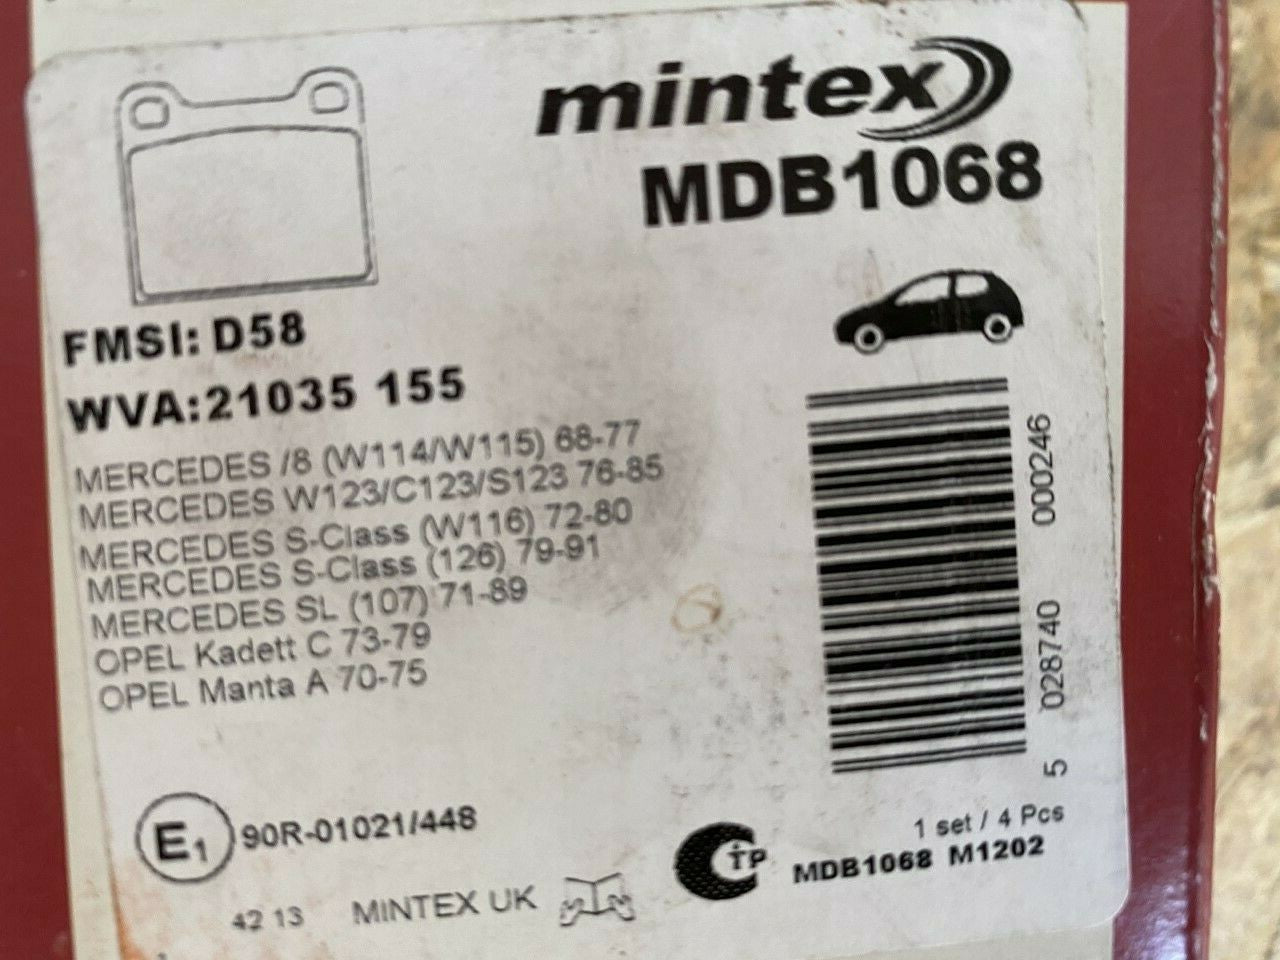 mintex
MDB1068
FMSI: D58
WVA:21035 155
MERCEDES /8 (W114/W115) 68-77
MERCEDES W123/C123/S123 76-85
MERCEDES S-Class (W116) 72-80
MERCEDES S-Class (126) 79-91
MERCEDES SL (107) 71-89
OPEL Kadett C 73-79
OPEL Manta A 70-75
5 028740 000246
E1 90R-01021/448
1 set / 4 Pcs
CTP MDB1068 M1202
42 13 MINTEX UK